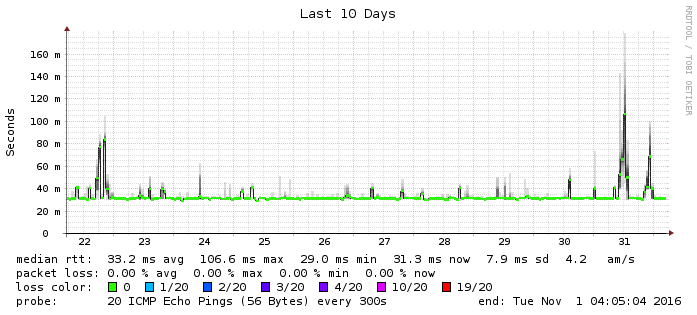 Last 10 Days
RRDTOOL / TOBI OETIKER
Seconds
160 m
140 m
120 m
100 m
80 m
60 m
40 m
20 m
0
22 23 24 25 26 27 28 29 30 31
median rtt: 33.2 ms avg 106.6 ms max 29.0 ms min 31.3 ms now 7.9 ms sd 4.2 am/s
packet loss: 0.00 % avg 0.00 % max 0.00 % min 0.00 % now
loss color: 0 1/20 2/20 3/20 4/20 10/20 19/20
probe: 20 ICMP Echo Pings (56 Bytes) every 300s end: Tue Nov 1 04:05:04 2016